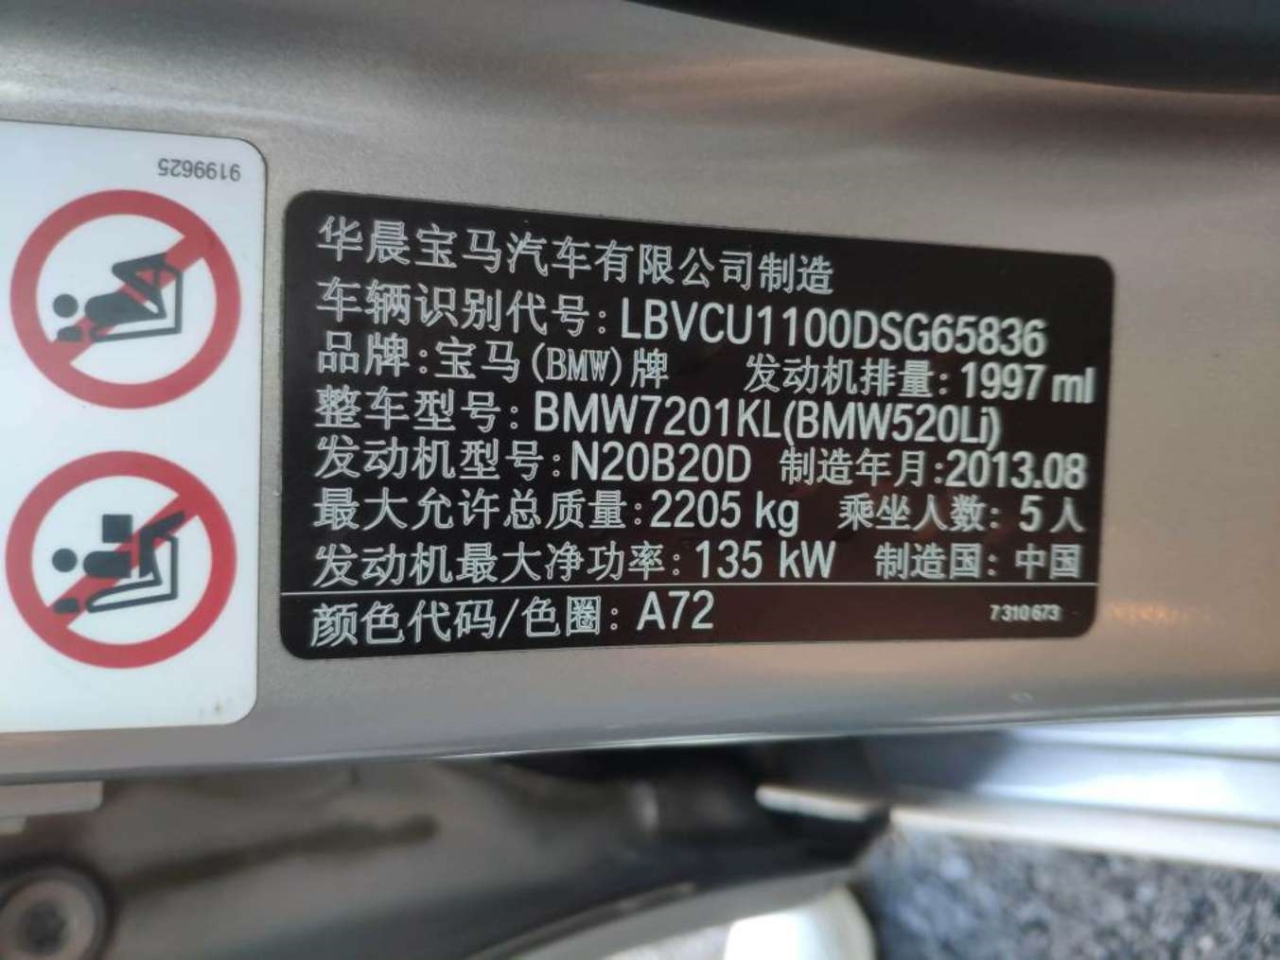 9199625
华晨宝马汽车有限公司制造
车辆识别代号: LBVCU1100DSG65836
品牌: 宝马(BMW)牌 发动机排量: 1997 ml
整车型号: BMW7201KL(BMW520Li)
发动机型号: N20B20D 制造年月: 2013.08
最大允许总质量: 2205 kg 乘坐人数: 5人
发动机最大净功率: 135 kW 制造国: 中国
颜色代码/色圈: A72 7310673